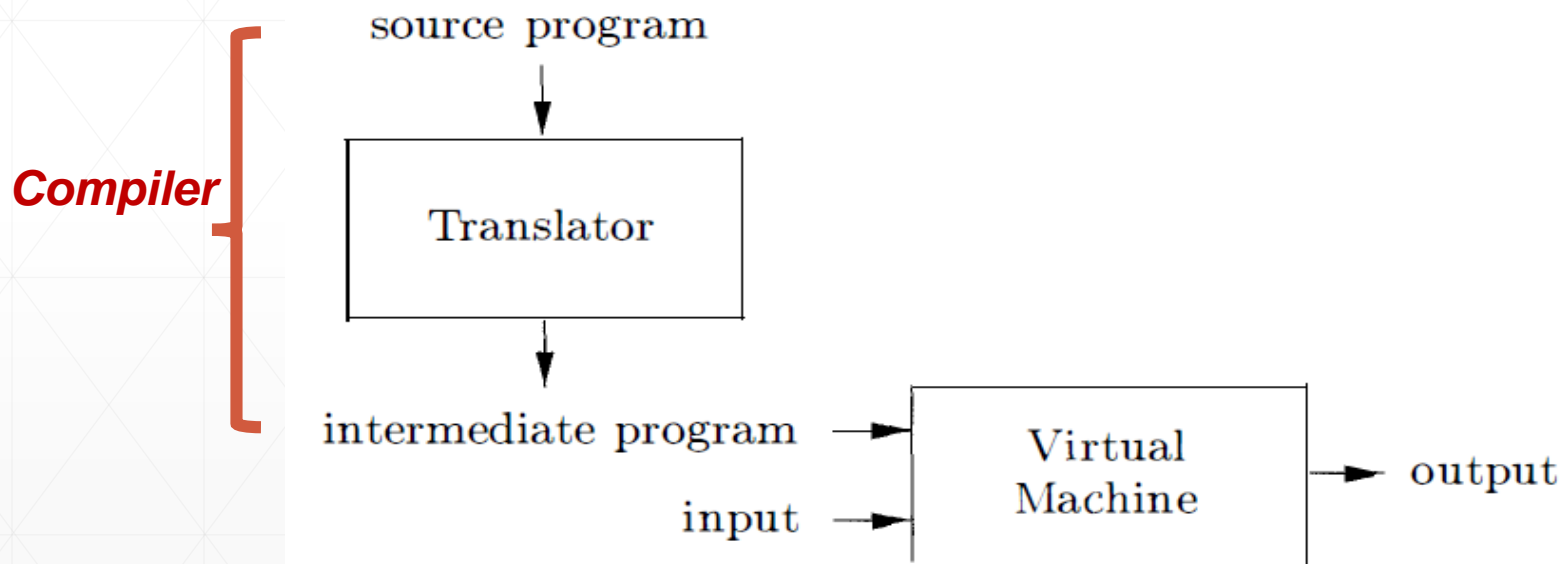 source program
Compiler
Translator
intermediate program
Virtual
Machine
output
input